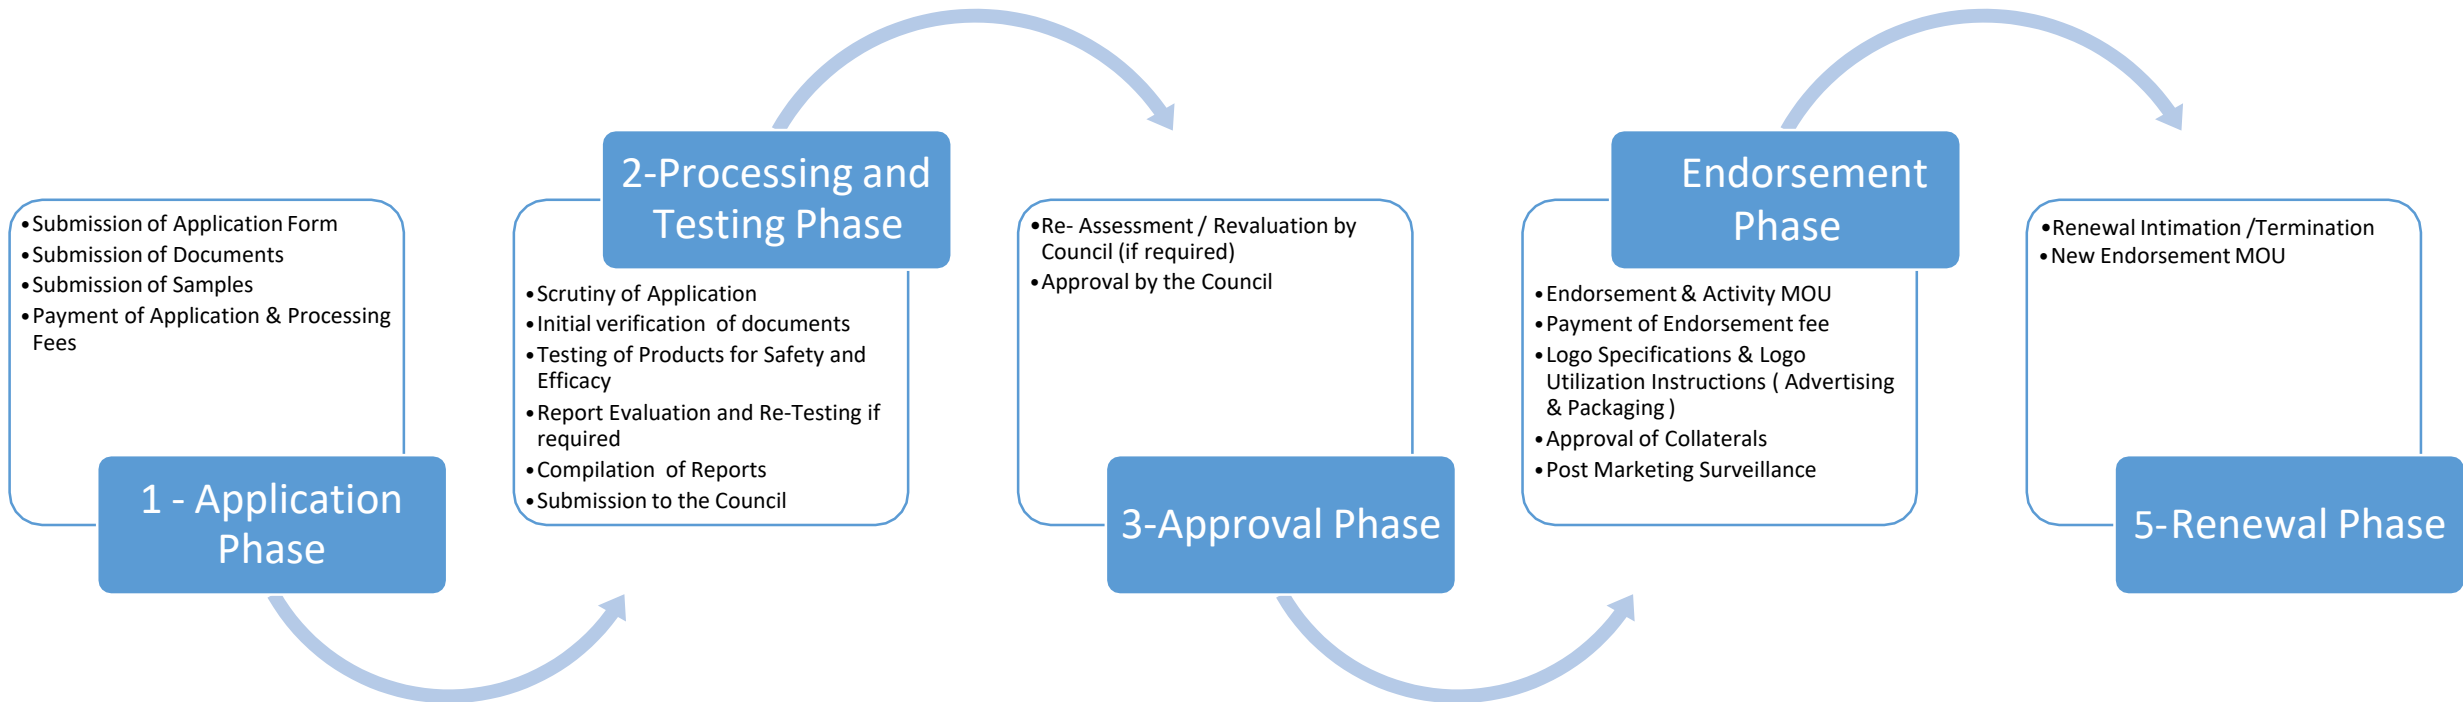 •Submission of Application Form
•Submission of Documents
•Submission of Samples
•Payment of Application & Processing
Fees
1 - Application
Phase
2-Processing and
Testing Phase
•Scrutiny of Application
•Initial verification  of documents
•Testing of Products for Safety and
Efficacy
•Report Evaluation and Re-Testing if
required
•Compilation  of Reports
•Submission to the Council
•Re- Assessment / Revaluation by
Council (if required)
•Approval by the Council
3-Approval Phase
Endorsement
Phase
•Endorsement & Activity MOU
•Payment of Endorsement fee
•Logo Specifications & Logo
Utilization Instructions ( Advertising
& Packaging )
•Approval of Collaterals
•Post Marketing Surveillance
•Renewal Intimation /Termination
•New Endorsement MOU
5-Renewal Phase